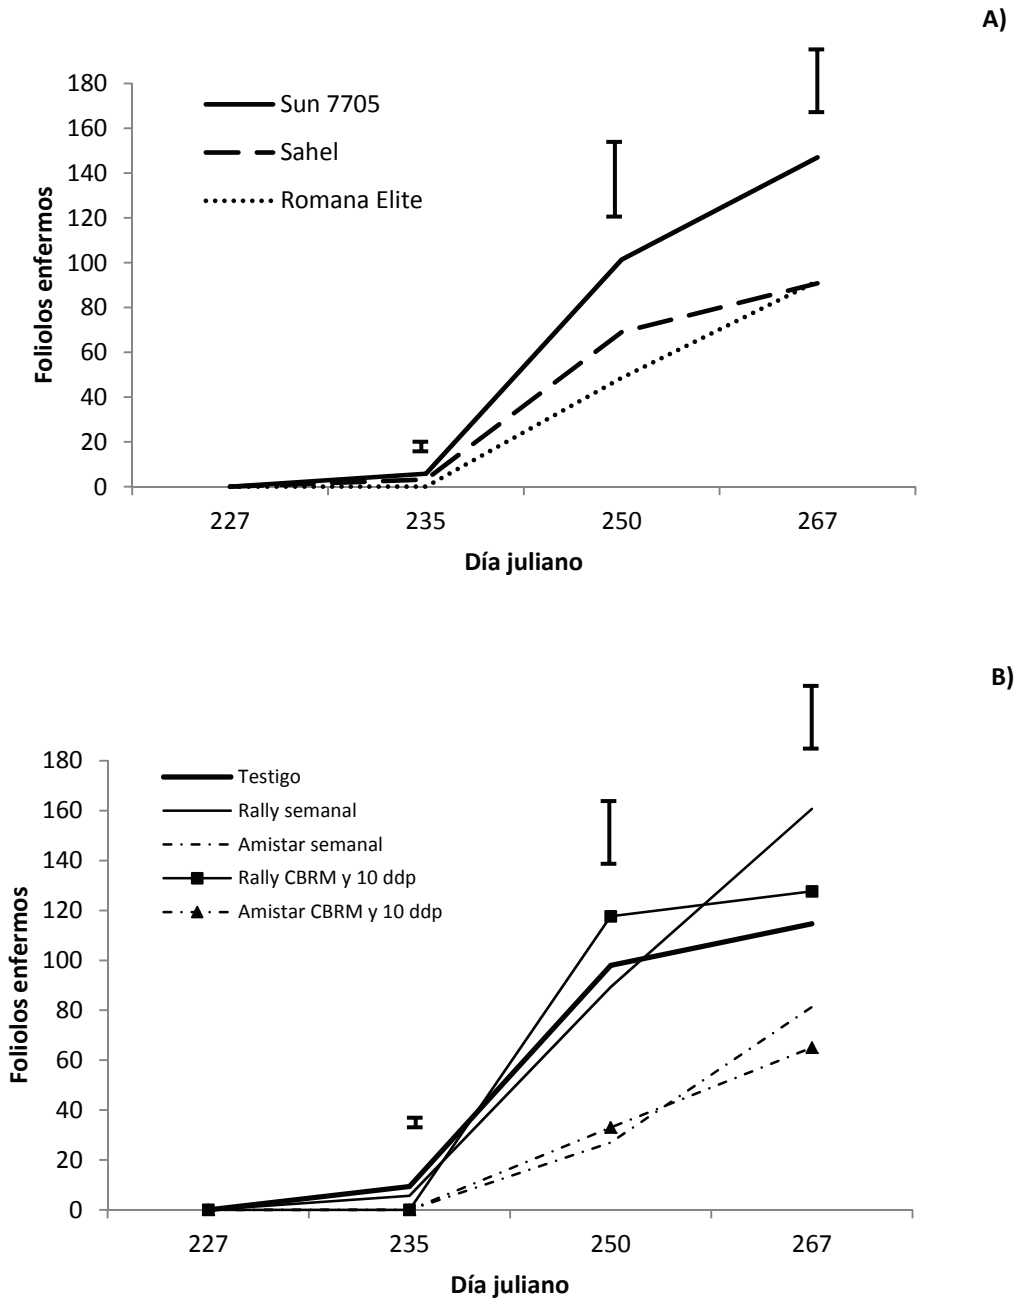 A)
180
160
140
120
100
80
60
40
20
0
Foliolos enfermos
Sun 7705
Sahel
Romana Elite
227 235 250 267
Día juliano
B)
180
160
140
120
100
80
60
40
20
0
Foliolos enfermos
Testigo
Rally semanal
Amistar semanal
Rally CBRM y 10 ddp
Amistar CBRM y 10 ddp
227 235 250 267
Día juliano